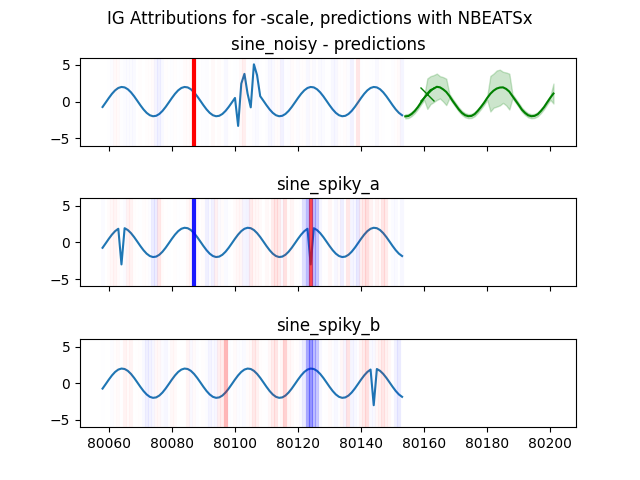 IG Attributions for -scale, predictions with NBEATSx
sine_noisy - predictions
5
0
−5
sine_spiky_a
5
0
−5
sine_spiky_b
5
0
−5
80060 80080 80100 80120 80140 80160 80180 80200